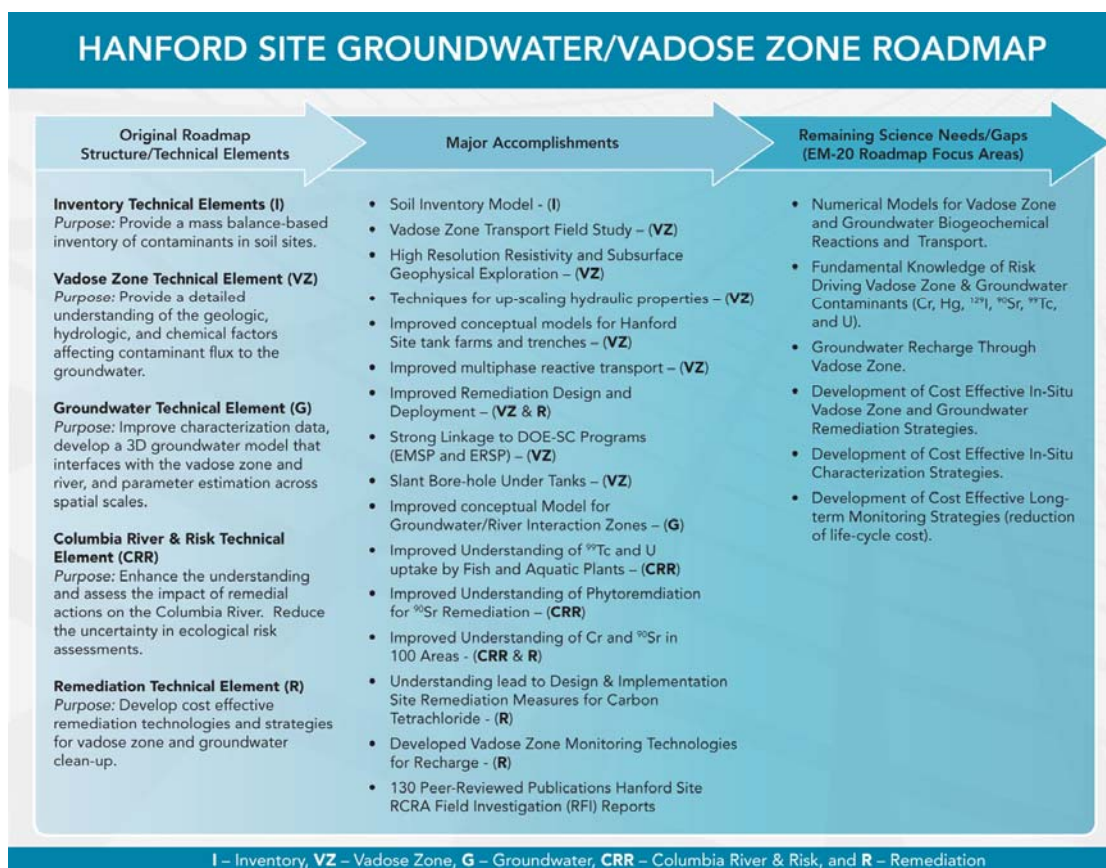 HANFORD SITE GROUNDWATER/VADOSE ZONE ROADMAP
Original Roadmap
Structure/Technical Elements
Major Accomplishments
Remaining Science Needs/Gaps
(EM-20 Roadmap Focus Areas)
Inventory Technical Elements (I)
Purpose: Provide a mass balance-based
inventory of contaminants in soil sites.
Vadose Zone Technical Element (VZ)
Purpose: Provide a detailed
understanding of the geologic,
hydrologic, and chemical factors
affecting contaminant flux to the
groundwater.
Groundwater Technical Element (G)
Purpose: Improve characterization data,
develop a 3D groundwater model that
interfaces with the vadose zone and
river, and parameter estimation across
spatial scales.
Columbia River & Risk Technical
Element (CRR)
Purpose: Enhance the understanding
and assess the impact of remedial
actions on the Columbia River. Reduce
the uncertainty in ecological risk
assessments.
Remediation Technical Element (R)
Purpose: Develop cost effective
remediation technologies and strategies
for vadose zone and groundwater
clean-up.
• Soil Inventory Model - (I)
• Vadose Zone Transport Field Study – (VZ)
• High Resolution Resistivity and Subsurface
Geophysical Exploration – (VZ)
• Techniques for up-scaling hydraulic properties – (VZ)
• Improved conceptual models for Hanford
Site tank farms and trenches – (VZ)
• Improved multiphase reactive transport – (VZ)
• Improved Remediation Design and
Deployment – (VZ & R)
• Strong Linkage to DOE-SC Programs
(EMSP and ERSP) – (VZ)
• Slant Bore-hole Under Tanks – (VZ)
• Improved conceptual Model for
Groundwater/River Interaction Zones – (G)
• Improved Understanding of ⁹⁹Tc and U
uptake by Fish and Aquatic Plants – (CRR)
• Improved Understanding of Phytoremdiation
for ⁹⁰Sr Remediation – (CRR)
• Improved Understanding of Cr and ⁹⁰Sr in
100 Areas - (CRR & R)
• Understanding lead to Design & Implementation
Site Remediation Measures for Carbon
Tetrachloride - (R)
• Developed Vadose Zone Monitoring Technologies
for Recharge - (R)
• 130 Peer-Reviewed Publications Hanford Site
RCRA Field Investigation (RFI) Reports
• Numerical Models for Vadose Zone
and Groundwater Biogeochemical
Reactions and Transport.
• Fundamental Knowledge of Risk
Driving Vadose Zone & Groundwater
Contaminants (Cr, Hg, ¹²⁹I, ⁹⁰Sr, ⁹⁹Tc,
and U).
• Groundwater Recharge Through
Vadose Zone.
• Development of Cost Effective In-Situ
Vadose Zone and Groundwater
Remediation Strategies.
• Development of Cost Effective In-Situ
Characterization Strategies.
• Development of Cost Effective Long-
term Monitoring Strategies (reduction
of life-cycle cost).
I – Inventory, VZ – Vadose Zone, G – Groundwater, CRR – Columbia River & Risk, and R – Remediation